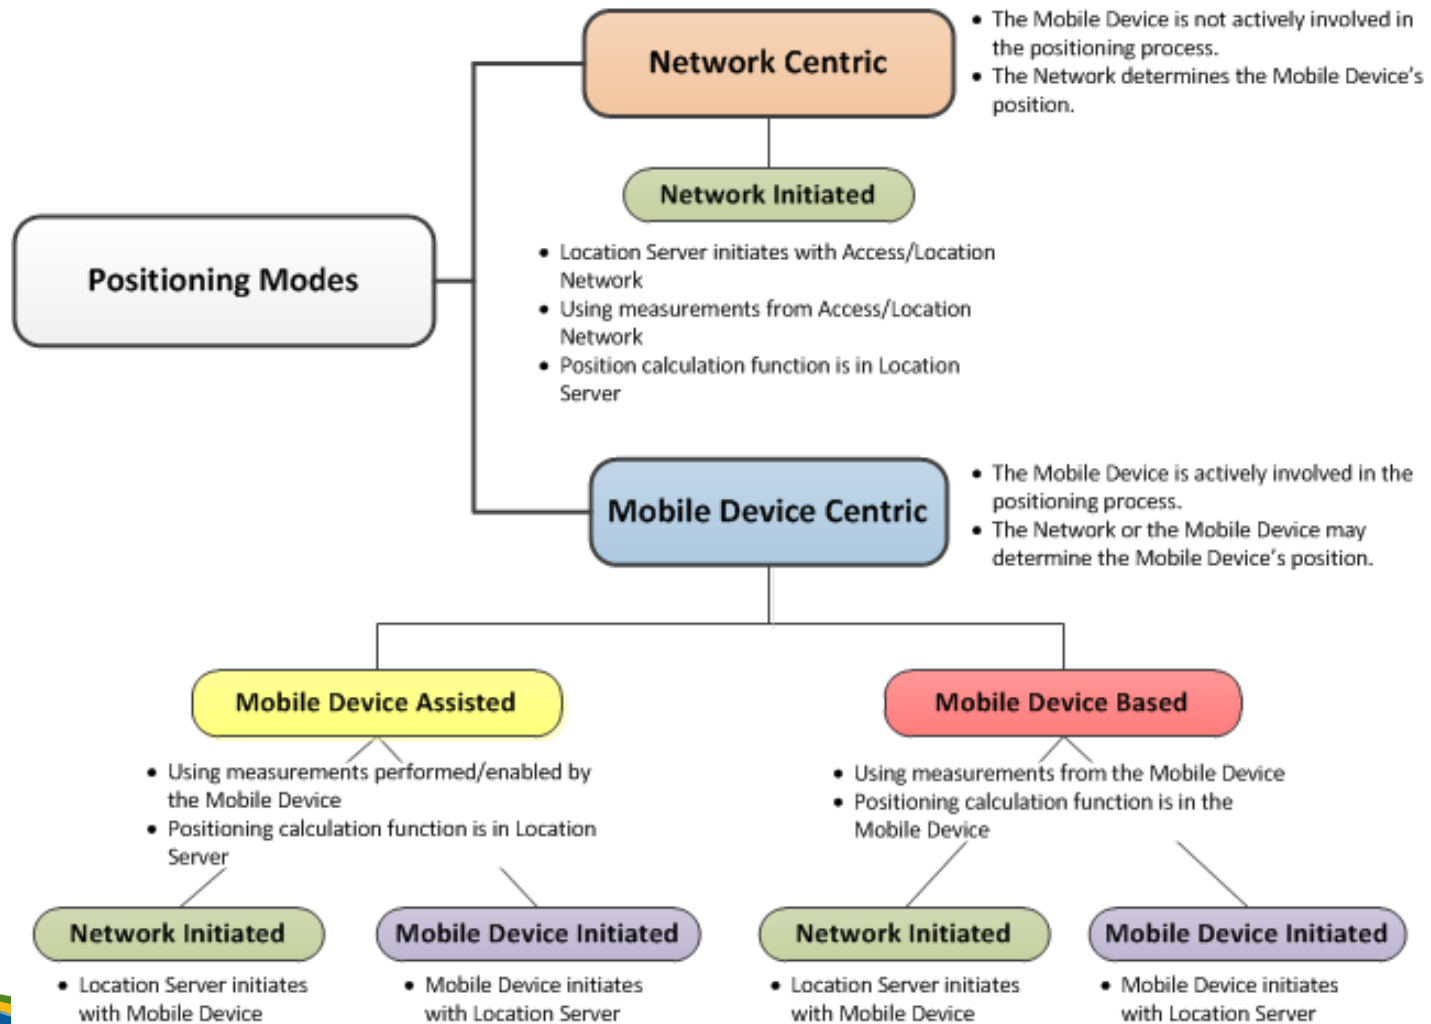 Network Centric
• The Mobile Device is not actively involved in
the positioning process.
• The Network determines the Mobile Device's
position.
Network Initiated
• Location Server initiates with Access/Location
Network
• Using measurements from Access/Location
Network
• Position calculation function is in Location
Server
Positioning Modes
Mobile Device Centric
• The Mobile Device is actively involved in the
positioning process.
• The Network or the Mobile Device may
determine the Mobile Device's position.
Mobile Device Assisted
• Using measurements performed/enabled by
the Mobile Device
• Positioning calculation function is in Location
Server
Mobile Device Based
• Using measurements from the Mobile Device
• Positioning calculation function is in the
Mobile Device
Network Initiated
• Location Server initiates
with Mobile Device
Mobile Device Initiated
• Mobile Device initiates
with Location Server
Network Initiated
• Location Server initiates
with Mobile Device
Mobile Device Initiated
• Mobile Device initiates
with Location Server